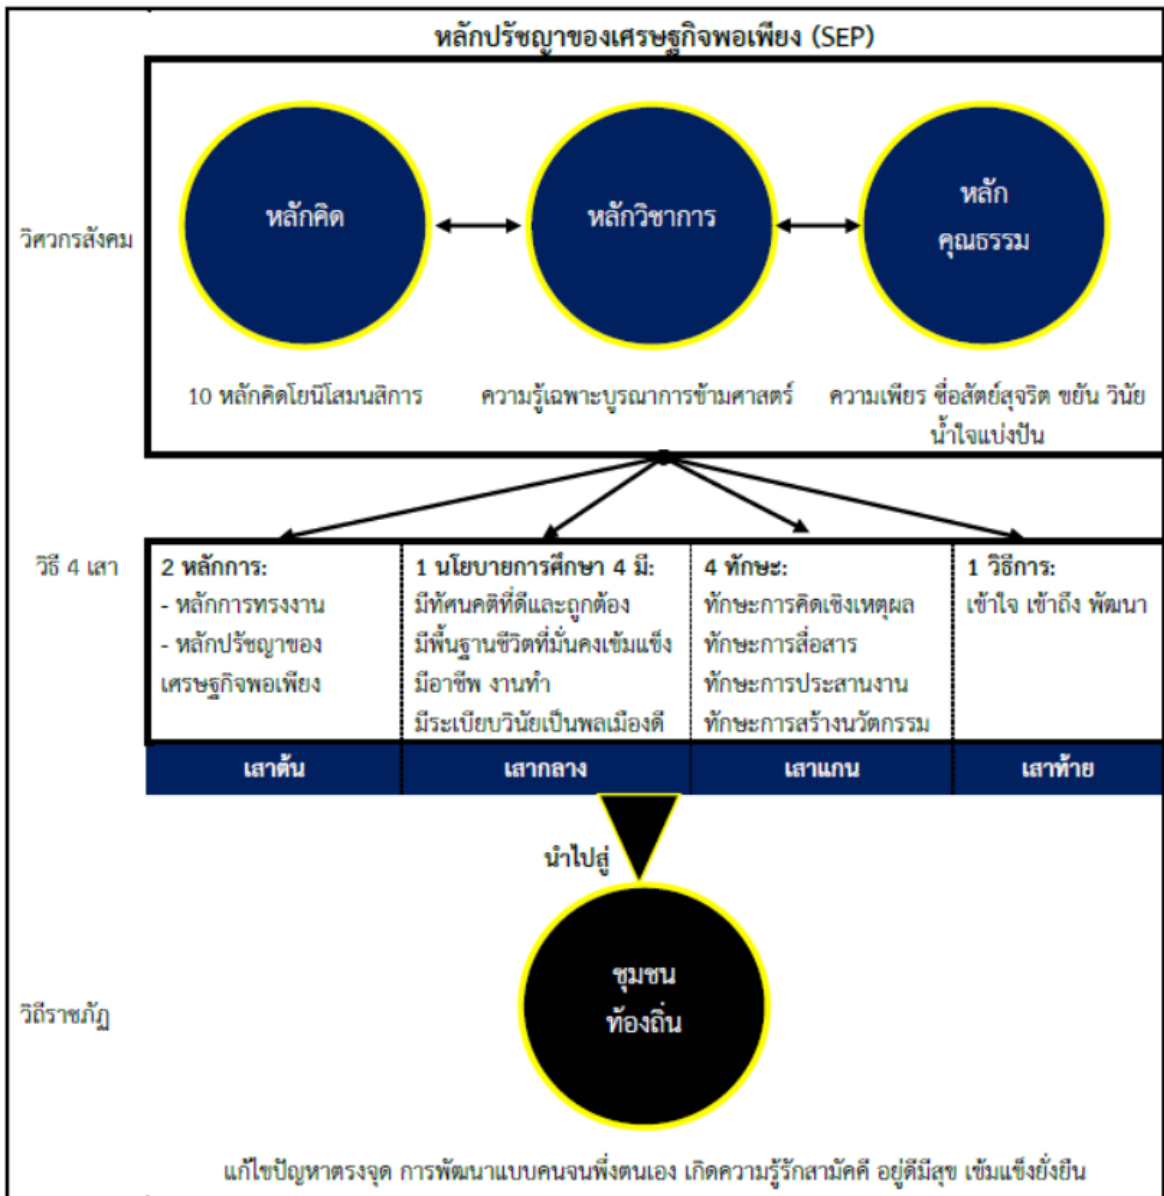 หลักปรัชญาของเศรษฐกิจพอเพียง (SEP)
วิศวกรสังคม
หลักคิด
หลักวิชาการ
หลัก
คุณธรรม
10 หลักคิดโยนิโสมนสิการ
ความรู้เฉพาะบูรณาการข้ามศาสตร์
ความเพียร ซื่อสัตย์สุจริต ขยัน วินัย
น้ำใจแบ่งปัน
วิธี 4 เสา
2 หลักการ:
- หลักการทรงงาน
- หลักปรัชญาของ
เศรษฐกิจพอเพียง
เสาต้น
1 นโยบายการศึกษา 4 มี:
มีทัศนคติที่ดีและถูกต้อง
มีพื้นฐานชีวิตที่มั่นคงเข้มแข็ง
มีอาชีพ งานทำ
มีระเบียบวินัยเป็นพลเมืองดี
เสากลาง
4 ทักษะ:
ทักษะการคิดเชิงเหตุผล
ทักษะการสื่อสาร
ทักษะการประสานงาน
ทักษะการสร้างนวัตกรรม
เสาแกน
1 วิธีการ:
เข้าใจ เข้าถึง พัฒนา
เสาท้าย
นำไปสู่
วิถีราชภัฏ
ชุมชน
ท้องถิ่น
แก้ไขปัญหาตรงจุด การพัฒนาแบบคนจนพึ่งตนเอง เกิดความรู้รักสามัคคี อยู่ดีมีสุข เข้มแข็งยั่งยืน